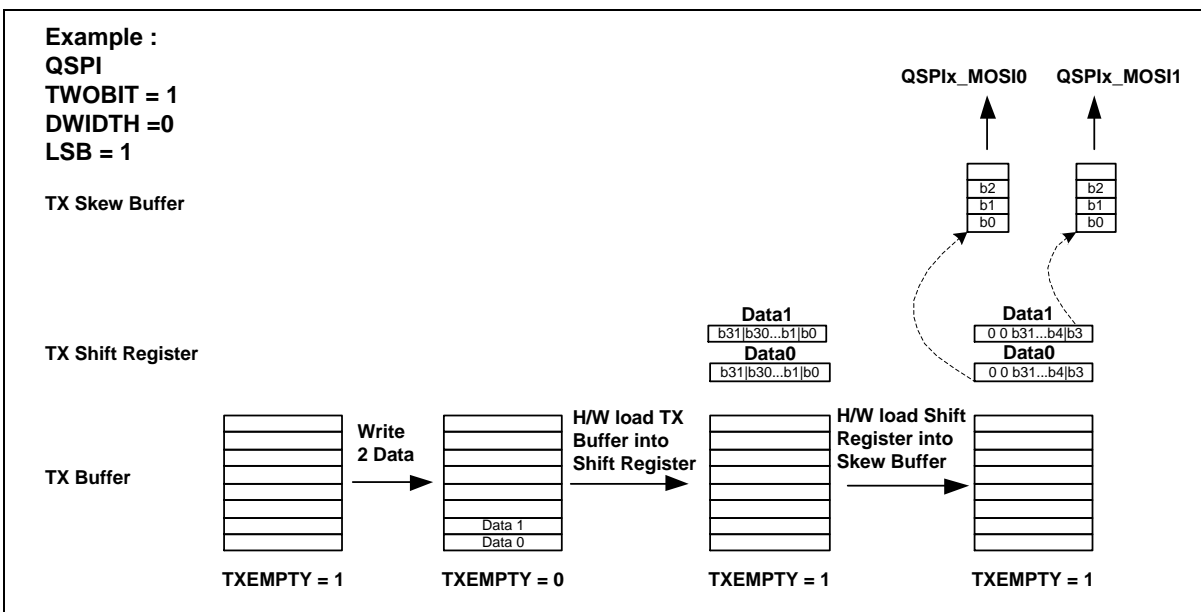 Example :
QSPI
TWOBIT = 1
DWIDTH =0
LSB = 1
QSPIx_MOSI0
QSPIx_MOSI1
TX Skew Buffer
b2
b1
b0
b2
b1
b0
TX Shift Register
Data1
b31|b30...b1|b0
Data0
b31|b30...b1|b0
Data1
0 0 b31...b4|b3
Data0
0 0 b31...b4|b3
TX Buffer
Write
2 Data
Data 1
Data 0
H/W load TX
Buffer into
Shift Register
H/W load Shift
Register into
Skew Buffer
TXEMPTY = 1
TXEMPTY = 0
TXEMPTY = 1
TXEMPTY = 1